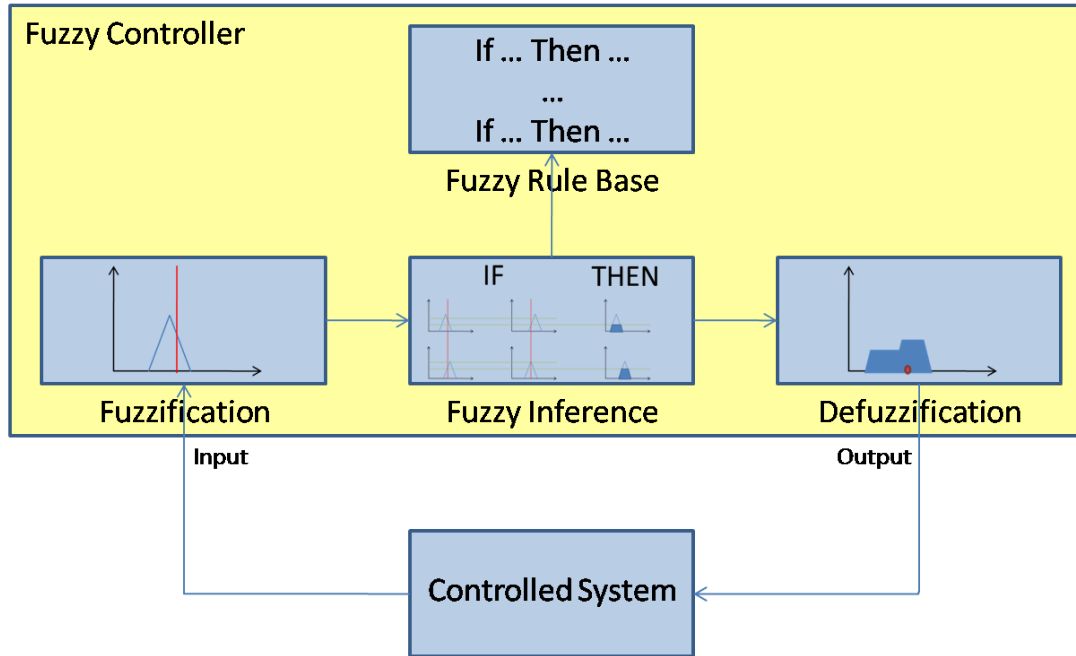 Fuzzy Controller
If ... Then ...
...
If ... Then ...
Fuzzy Rule Base
IF THEN
Fuzzification
Fuzzy Inference
Defuzzification
Input
Output
Controlled System